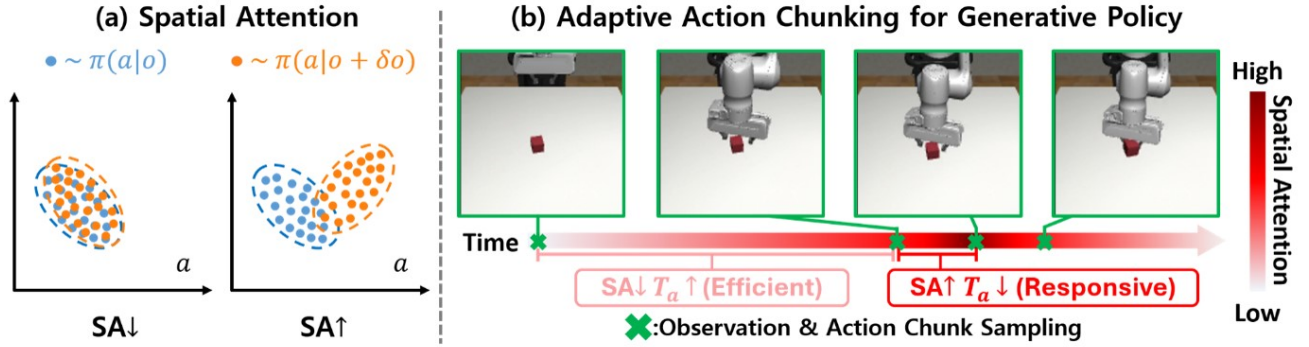 (a) Spatial Attention
● ~ π(a|o) ● ~ π(a|o + δo)
a
a
SA↓ SA↑
(b) Adaptive Action Chunking for Generative Policy
High
Spatial Attention
Low
Time
SA↓ Tₐ ↑ (Efficient)
SA↑ Tₐ ↓ (Responsive)
✖:Observation & Action Chunk Sampling